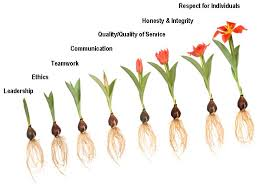 Respect for Individuals
Honesty & Integrity
Quality/Quality of Service
Communication
Teamwork
Ethics
Leadership